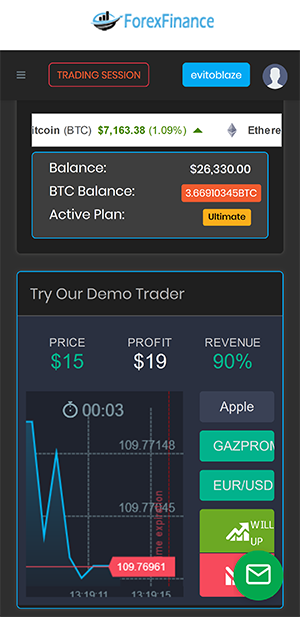 ForexFinance
TRADING SESSION
evitoblaze
itcoin (BTC) $7,163.38 (1.09%) Ethere
Balance: $26,330.00
BTC Balance: 3.66910345BTC
Active Plan: Ultimate
Try Our Demo Trader
PRICE PROFIT REVENUE
$15 $19 90%
00:03
Apple
109.77148
GAZPROM
EUR/USD
109.77045
me expiration
WILL
UP
109.76961
13:19:11 13:19:15